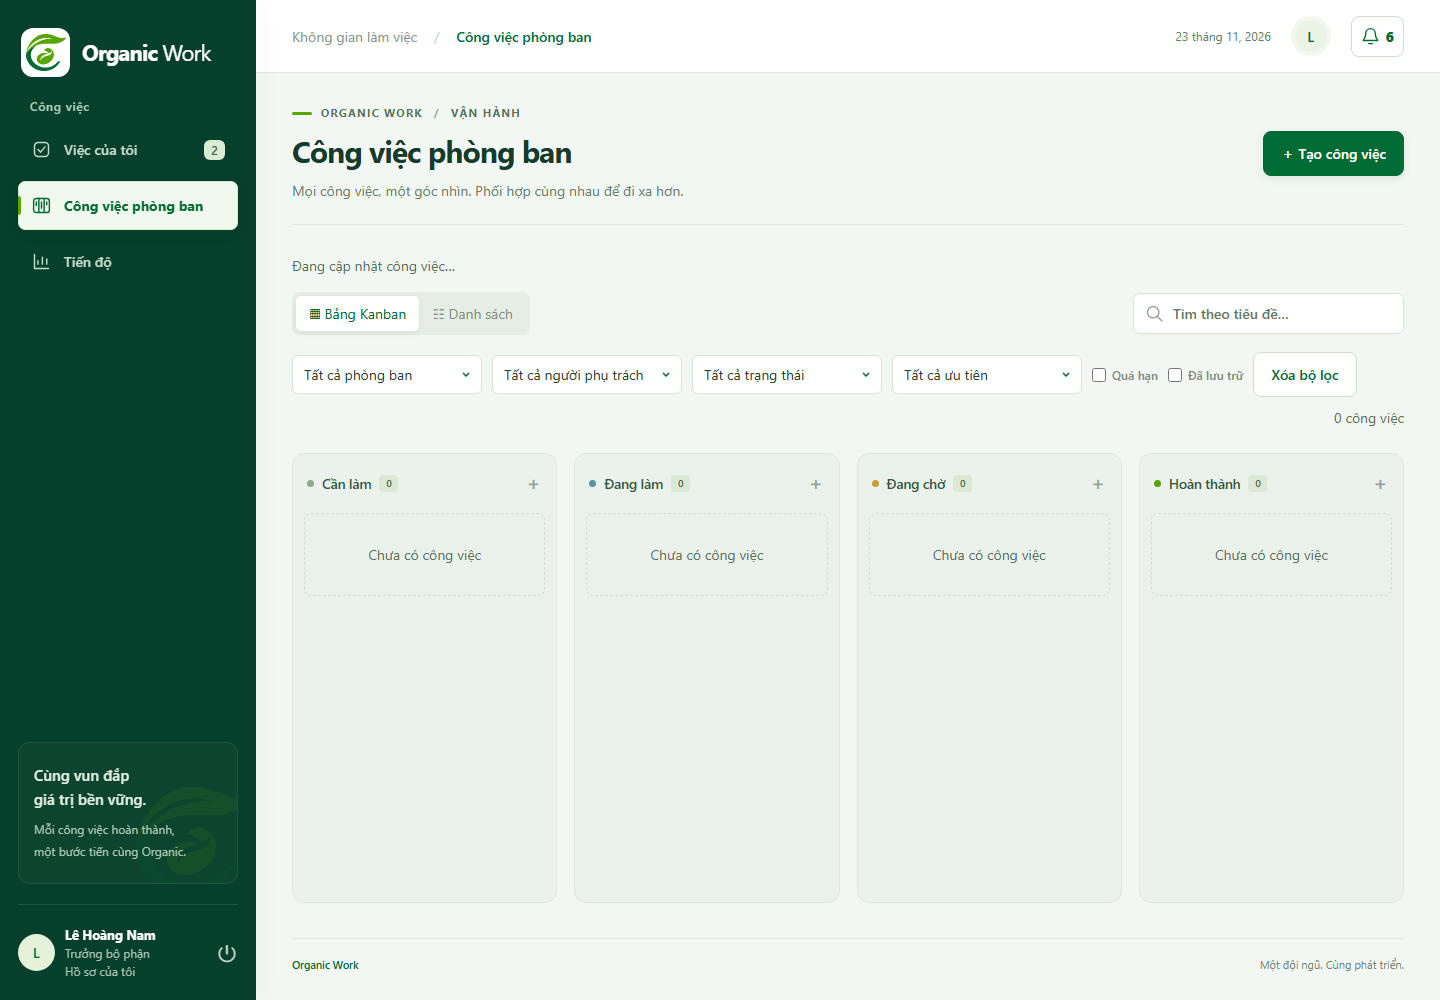 Organic Work
Công việc
Việc của tôi 2
Công việc phòng ban
Tiến độ
Cùng vun đắp
giá trị bền vững.
Mỗi công việc hoàn thành,
một bước tiến cùng Organic.
L
Lê Hoàng Nam
Trưởng bộ phận
Hồ sơ của tôi
Không gian làm việc / Công việc phòng ban
23 tháng 11, 2026 L 6
ORGANIC WORK / VẬN HÀNH
Công việc phòng ban
+ Tạo công việc
Mọi công việc, một góc nhìn. Phối hợp cùng nhau để đi xa hơn.
Đang cập nhật công việc...
Bảng Kanban Danh sách
Tìm theo tiêu đề...
Tất cả phòng ban Tất cả người phụ trách Tất cả trạng thái Tất cả ưu tiên Quá hạn Đã lưu trữ Xóa bộ lọc
0 công việc
Cần làm 0 + Đang làm 0 + Đang chờ 0 + Hoàn thành 0 +
Chưa có công việc Chưa có công việc Chưa có công việc Chưa có công việc
Organic Work
Một đội ngũ. Cùng phát triển.